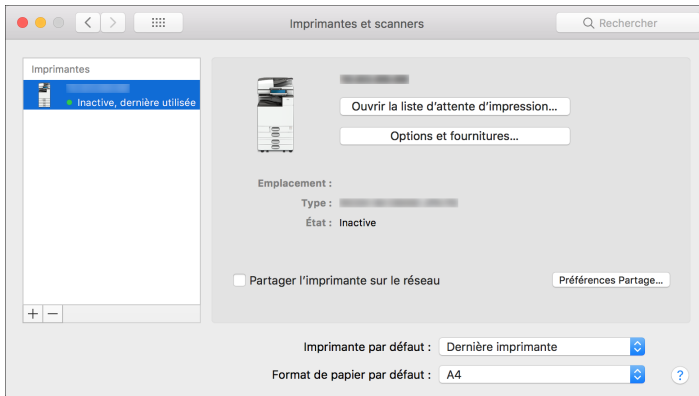 Imprimantes et scanners
Rechercher
Imprimantes
Inactive, dernière utilisée
Ouvrir la liste d'attente d'impression...
Options et fournitures...
Emplacement :
Type :
État : Inactive
Partager l'imprimante sur le réseau
Préférences Partage...
+ −
Imprimante par défaut : Dernière imprimante
Format de papier par défaut : A4
?